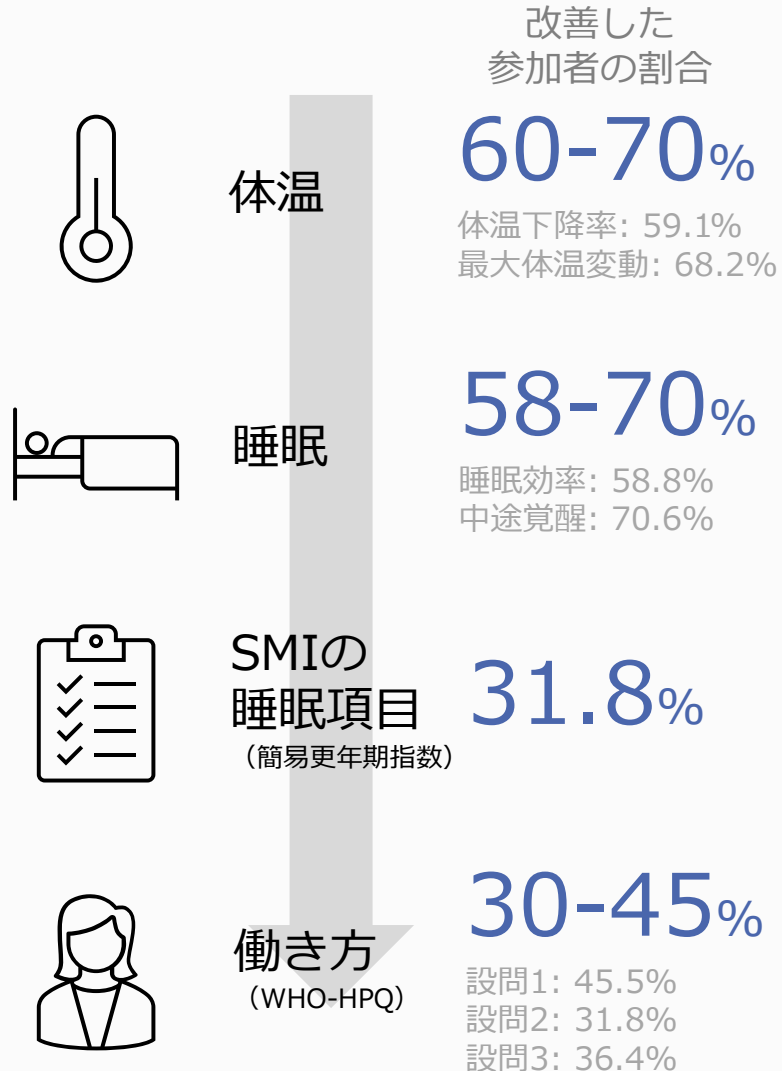 改善した
参加者の割合
体温
60-70%
体温下降率: 59.1%
最大体温変動: 68.2%
睡眠
58-70%
睡眠効率: 58.8%
中途覚醒: 70.6%
SMIの
睡眠項目
（簡易更年期指数）
31.8%
働き方
（WHO-HPQ）
30-45%
設問1: 45.5%
設問2: 31.8%
設問3: 36.4%